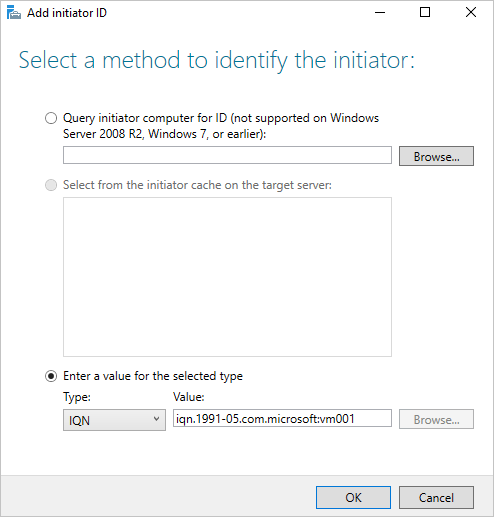 Add initiator ID
Select a method to identify the initiator:
Query initiator computer for ID (not supported on Windows
Server 2008 R2, Windows 7, or earlier):
Browse...
Select from the initiator cache on the target server:
Enter a value for the selected type
Type: Value:
IQN iqn.1991-05.com.microsoft:vm001 Browse...
OK Cancel